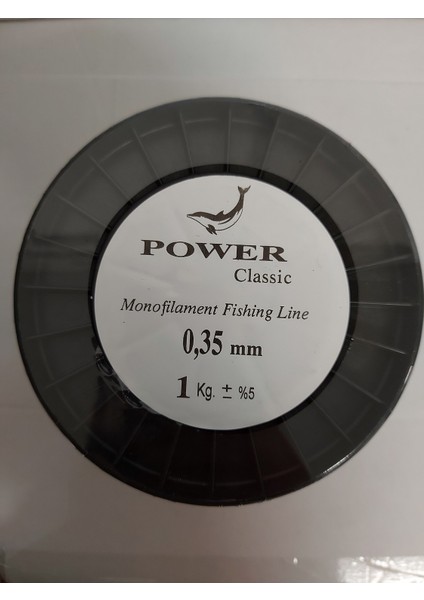 POWER
Classic
Monofilament Fishing Line
0,35 mm
1 Kg. ± %5